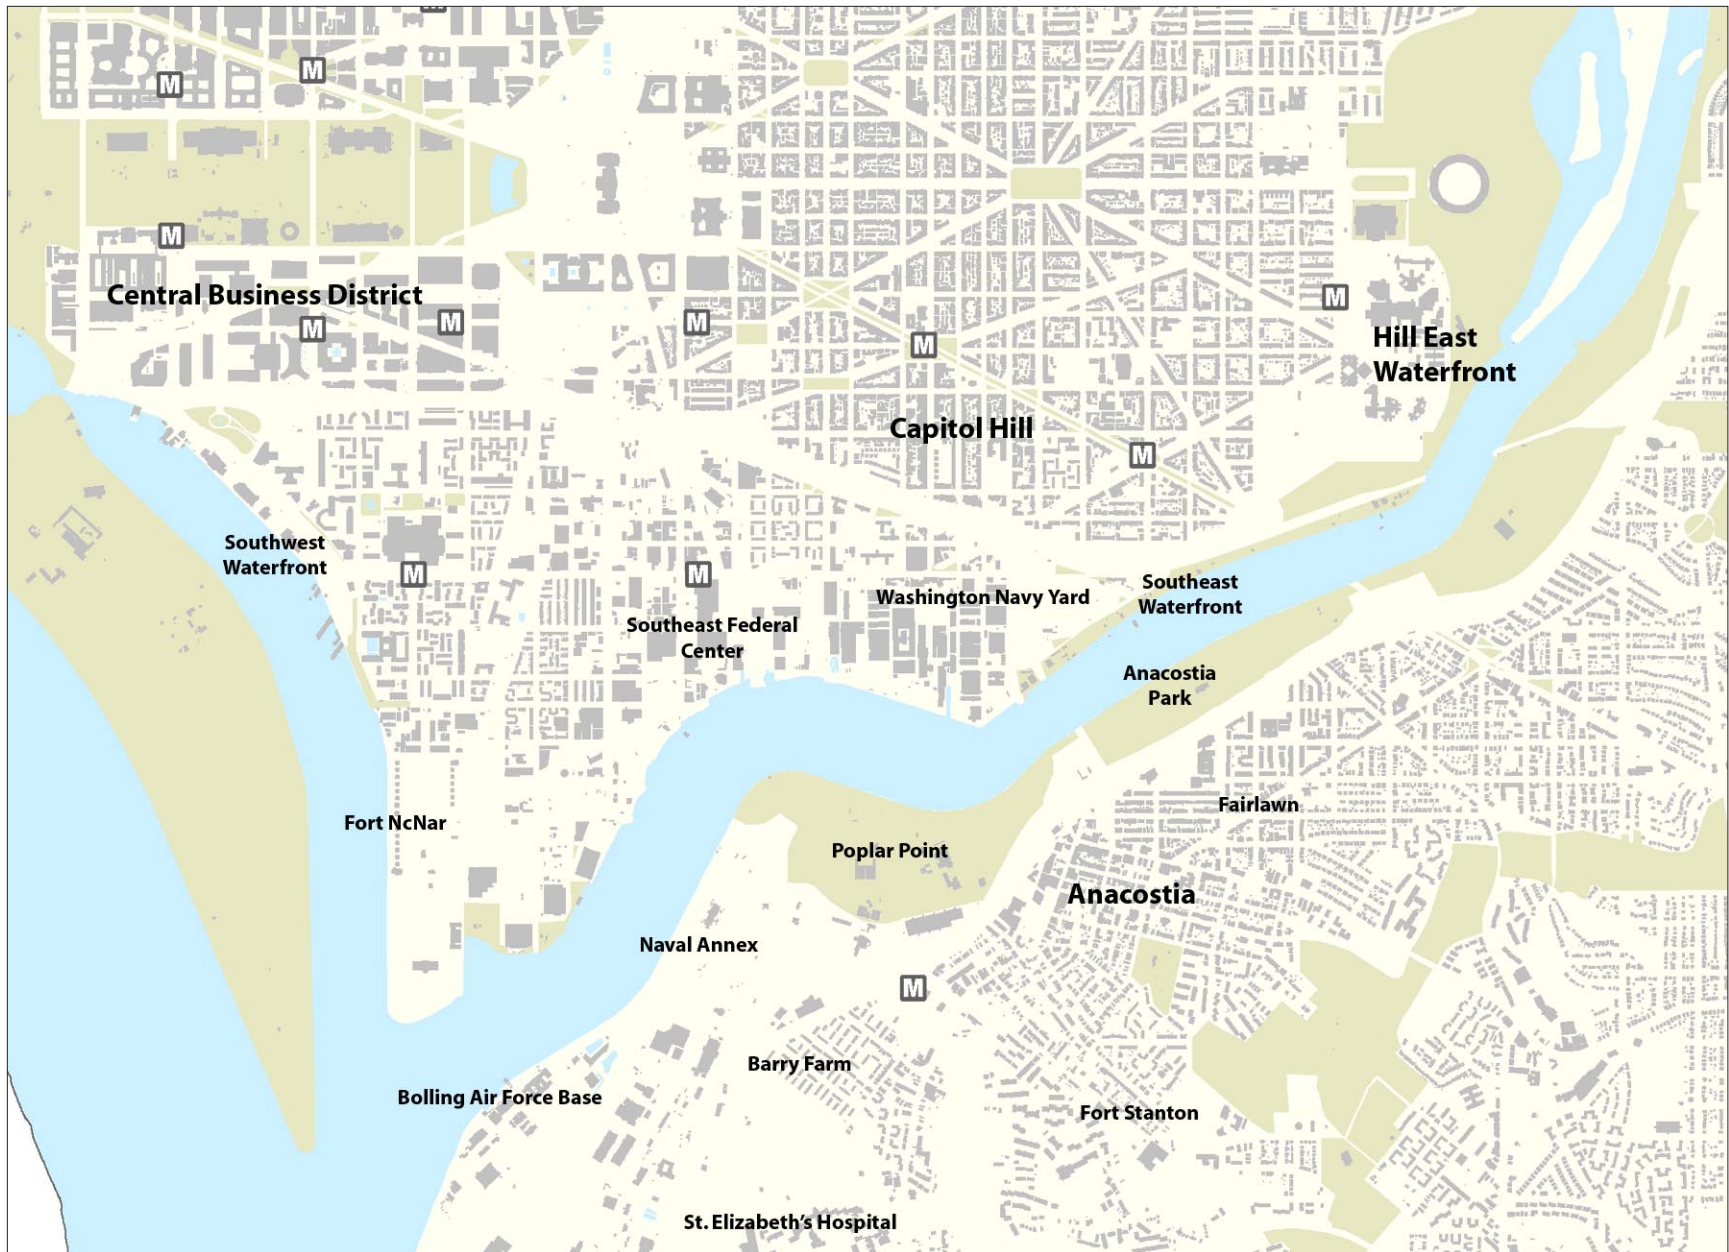 M
M
M
Central Business District
M
M
M
M
M
Hill East
Waterfront
Capitol Hill
M
Southwest
Waterfront
M
M
Southeast Federal
Center
Washington Navy Yard
Southeast
Waterfront
Anacostia
Park
Fort NcNar
Poplar Point
Fairlawn
Anacostia
Naval Annex
M
Barry Farm
Bolling Air Force Base
Fort Stanton
St. Elizabeth's Hospital